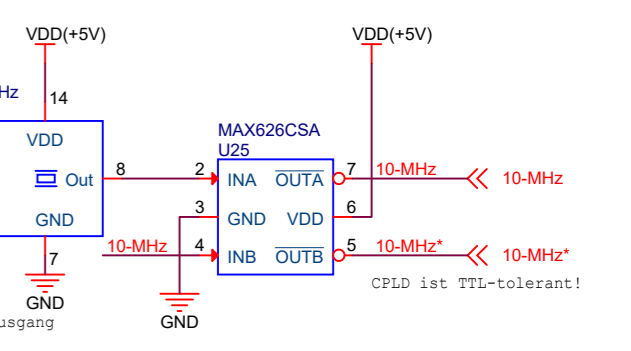 VDD(+5V)
VDD(+5V)
Hz
14
MAX626CSA
U25
VDD
8
2
INA
OUTA
7
10-MHz
10-MHz
Out
3
GND
VDD
6
GND
10-MHz
4
INB
OUTB
5
10-MHz*
10-MHz*
7
CPLD ist TTL-tolerant!
GND
GND
usgang